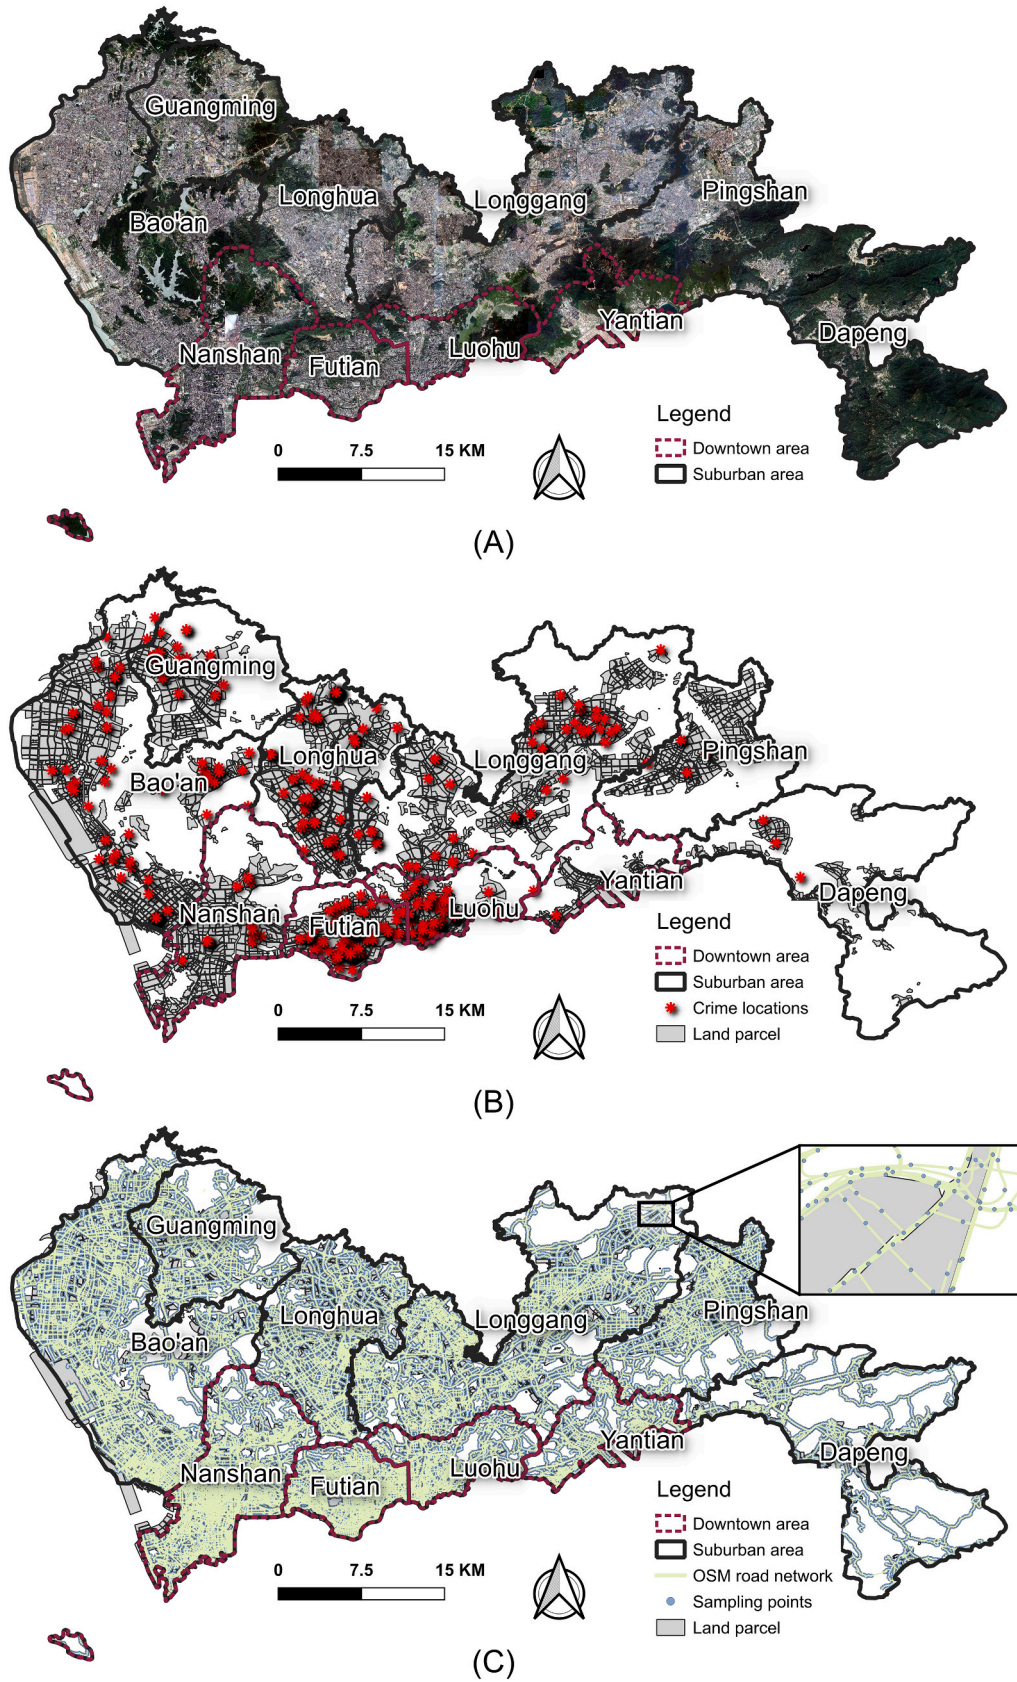 Guangming
Longhua
Longgang
Pingshan
Bao'an
Yantian
Dapeng
Nanshan
Futian
Luohu
Legend
0 7.5 15 KM
Downtown area
Suburban area
(A)
Guangming
Longhua
Longgang
Pingshan
Bao'an
Yantian
Dapeng
Nanshan
Futian
Luohu
Legend
Downtown area
Suburban area
0 7.5 15 KM
Crime locations
Land parcel
(B)
Guangming
Longhua
Longgang
Pingshan
Bao'an
Yantian
Dapeng
Nanshan
Futian
Luohu
Legend
Downtown area
Suburban area
0 7.5 15 KM
OSM road network
Sampling points
Land parcel
(C)